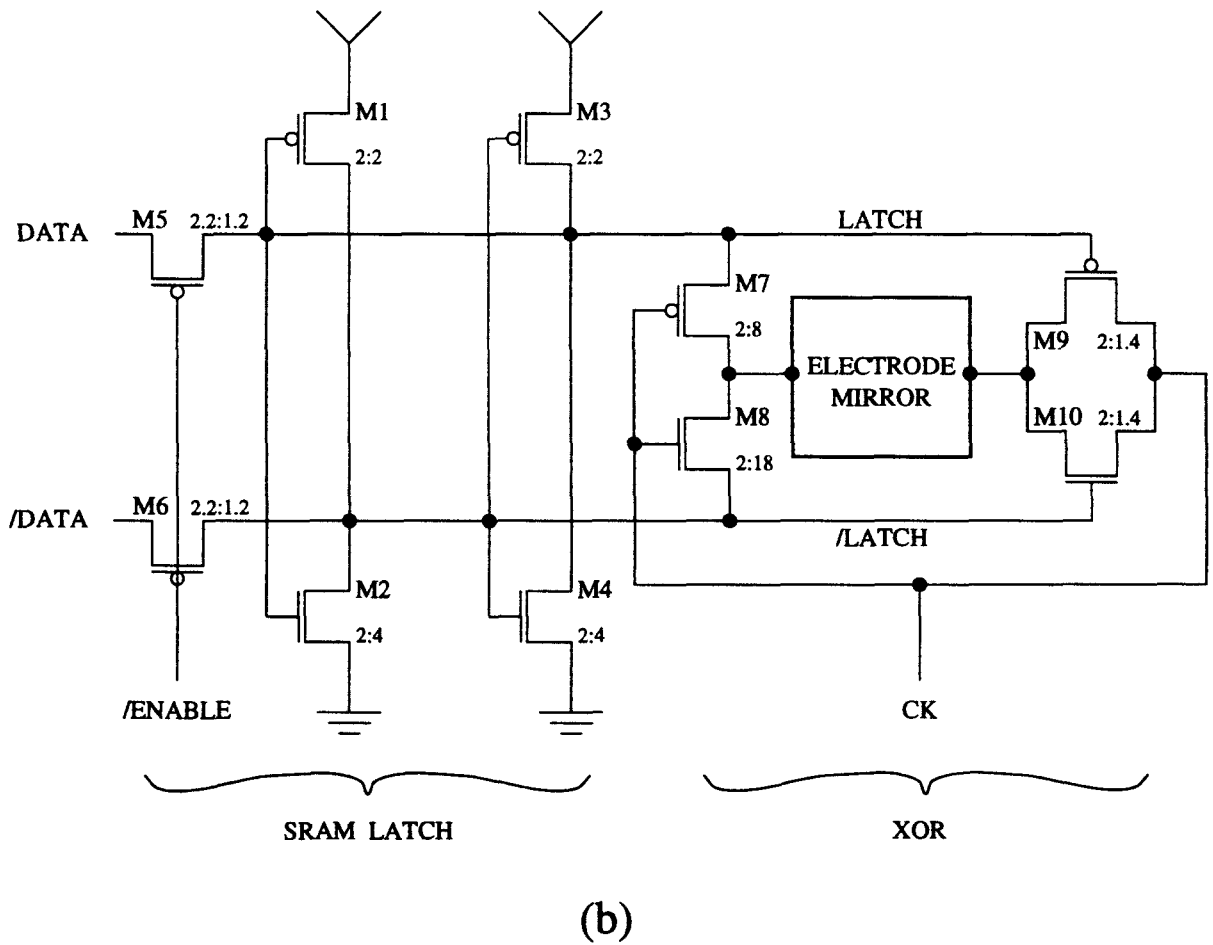 M1
2:2
M3
2:2
DATA
M5
2.2:1.2
LATCH
M7
2:8
M9
2:1.4
ELECTRODE
MIRROR
M8
2:18
M10
2:1.4
/DATA
M6
2.2:1.2
/LATCH
M2
2:4
M4
2:4
/ENABLE
CK
SRAM LATCH
XOR
(b)